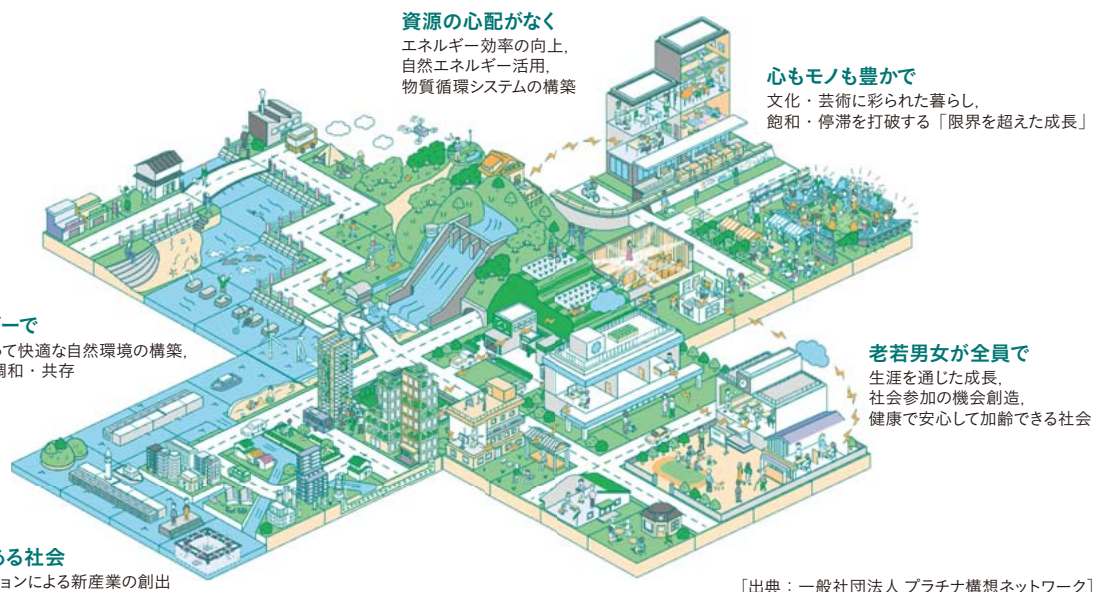 資源の心配がなく
エネルギー効率の向上,
自然エネルギー活用,
物質循環システムの構築
心もモノも豊かで
文化・芸術に彩られた暮らし,
飽和・停滞を打破する「限界を超えた成長」
ーで
て快適な自然環境の構築,
調和・共存
老若男女が全員で
生涯を通じた成長,
社会参加の機会創造,
健康で安心して加齢できる社会
ある社会
ションによる新産業の創出
[出典：一般社団法人 プラチナ構想ネットワーク]